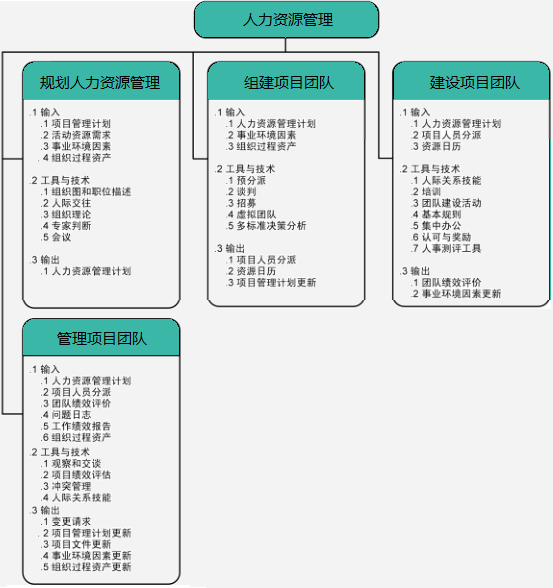 人力资源管理
规划人力资源管理
.1 输入
.1 项目管理计划
.2 活动资源需求
.3 事业环境因素
.4 组织过程资产
.2 工具与技术
.1 组织图和职位描述
.2 人际交往
.3 组织理论
.4 专家判断
.5 会议
.3 输出
.1 人力资源管理计划
组建项目团队
.1 输入
.1 人力资源管理计划
.2 事业环境因素
.3 组织过程资产
.2 工具与技术
.1 预分派
.2 谈判
.3 招募
.4 虚拟团队
.5 多标准决策分析
.3 输出
.1 项目人员分派
.2 资源日历
.3 项目管理计划更新
建设项目团队
.1 输入
.1 人力资源管理计划
.2 项目人员分派
.3 资源日历
.2 工具与技术
.1 人际关系技能
.2 培训
.3 团队建设活动
.4 基本规则
.5 集中办公
.6 认可与奖励
.7 人事测评工具
.3 输出
.1 团队绩效评价
.2 事业环境因素更新
管理项目团队
.1 输入
.1 人力资源管理计划
.2 项目人员分派
.3 团队绩效评价
.4 问题日志
.5 工作绩效报告
.6 组织过程资产
.2 工具与技术
.1 观察和交谈
.2 项目绩效评估
.3 冲突管理
.4 人际关系技能
.3 输出
.1 变更请求
.2 项目管理计划更新
.3 项目文件更新
.4 事业环境因素更新
.5 组织过程资产更新